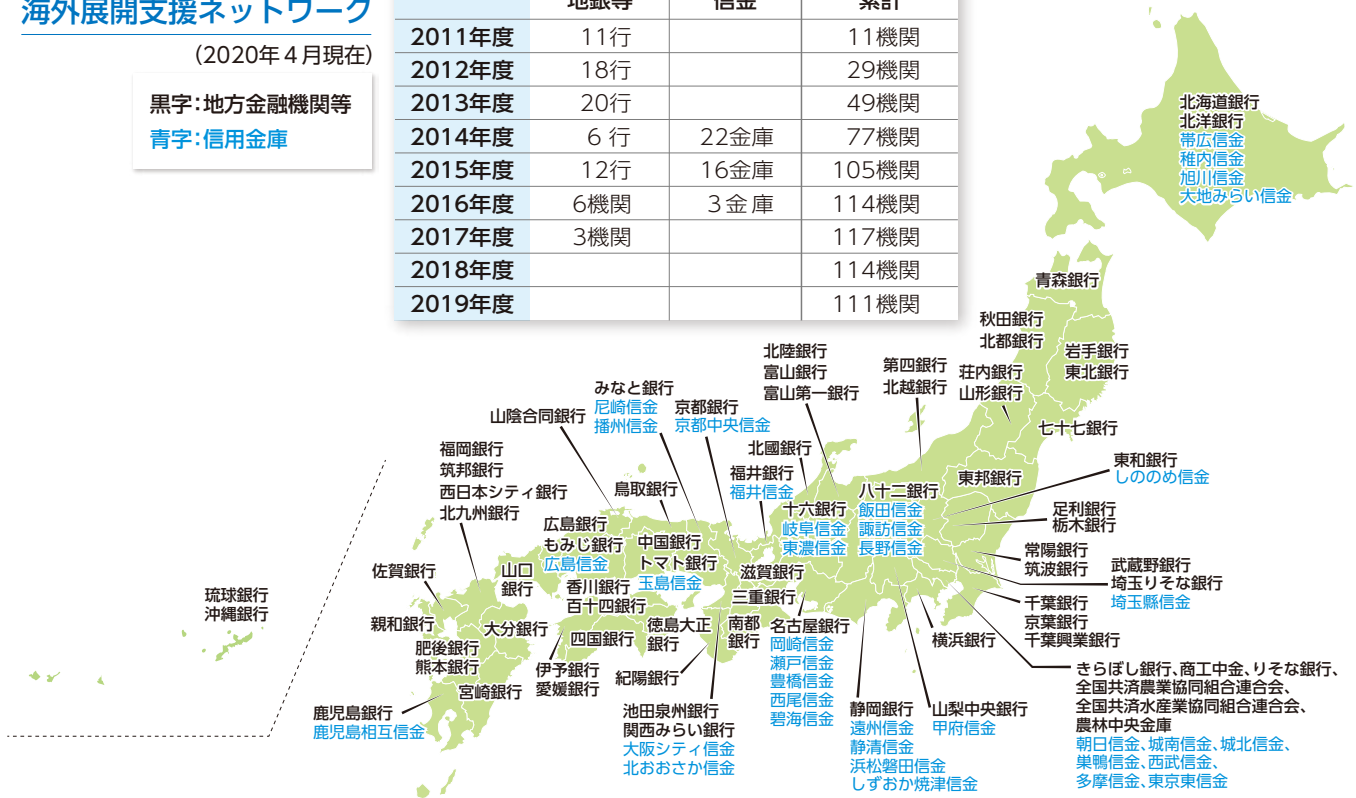 海外展開支援ネットワーク
(2020年4月現在)
黒字：地方金融機関等
青字：信用金庫
地銀等 信金 累計
2011年度 11行 11機関
2012年度 18行 29機関
2013年度 20行 49機関
2014年度 6 行 22金庫 77機関
2015年度 12行 16金庫 105機関
2016年度 6機関 3金庫 114機関
2017年度 3機関 117機関
2018年度 114機関
2019年度 111機関
北海道銀行
北洋銀行
帯広信金
稚内信金
旭川信金
大地みらい信金
青森銀行
秋田銀行
北都銀行
岩手銀行
東北銀行
荘内銀行
山形銀行
七十七銀行
第四銀行
北越銀行
東邦銀行
北陸銀行
富山銀行
富山第一銀行
北國銀行
福井銀行
福井信金
東和銀行
しののめ信金
足利銀行
栃木銀行
常陽銀行
筑波銀行
武蔵野銀行
埼玉りそな銀行
埼玉縣信金
千葉銀行
京葉銀行
千葉興業銀行
きらぼし銀行、商工中金、りそな銀行、
全国共済農業協同組合連合会、
全国共済水産業協同組合連合会、
農林中央金庫
朝日信金、城南信金、城北信金、
巣鴨信金、西武信金、
多摩信金、東京東信金
横浜銀行
山梨中央銀行
甲府信金
八十二銀行
飯田信金
諏訪信金
長野信金
静岡銀行
遠州信金
静清信金
浜松磐田信金
しずおか焼津信金
十六銀行
岐阜信金
東濃信金
名古屋銀行
岡崎信金
瀬戸信金
豊橋信金
西尾信金
碧海信金
滋賀銀行
三重銀行
京都銀行
京都中央信金
みなと銀行
尼崎信金
播州信金
南都
銀行
紀陽銀行
池田泉州銀行
関西みらい銀行
大阪シティ信金
北おおさか信金
山陰合同銀行
鳥取銀行
中国銀行
トマト銀行
玉島信金
広島銀行
もみじ銀行
広島信金
山口
銀行
香川銀行
百十四銀行
徳島大正
銀行
四国銀行
伊予銀行
愛媛銀行
福岡銀行
筑邦銀行
西日本シティ銀行
北九州銀行
佐賀銀行
親和銀行
大分銀行
肥後銀行
熊本銀行
宮崎銀行
鹿児島銀行
鹿児島相互信金
琉球銀行
沖縄銀行